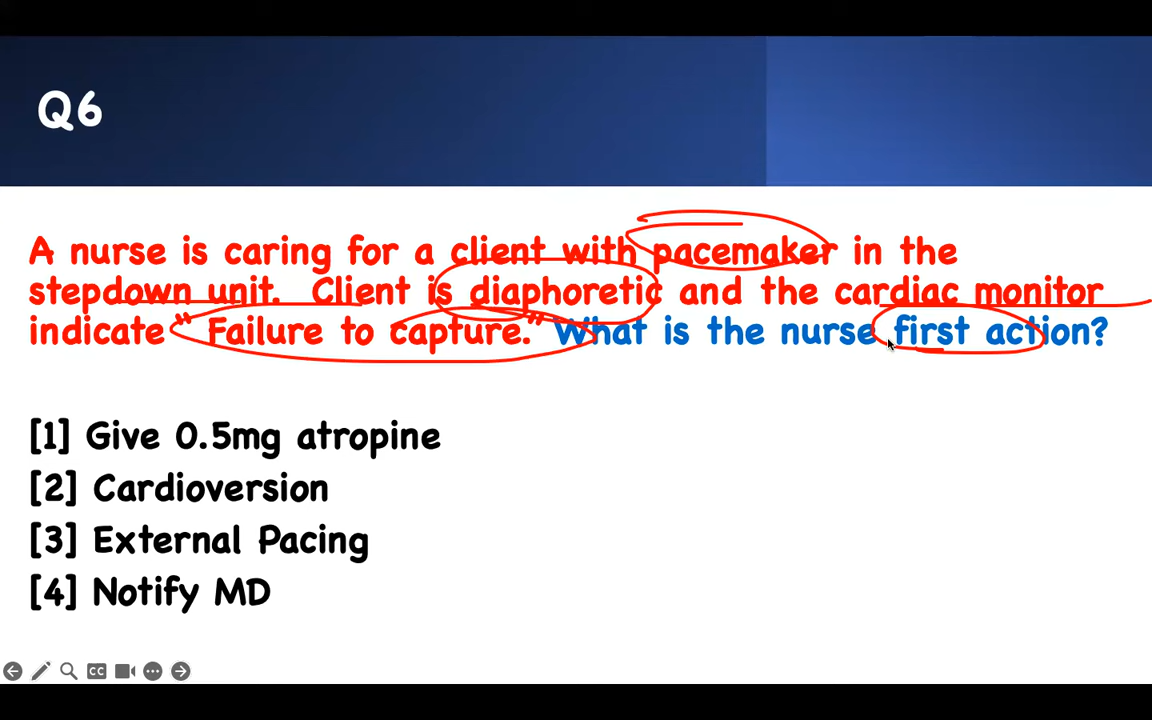 Q6
A nurse is caring for a client with pacemaker in the
stepdown unit. Client is diaphoretic and the cardiac monitor
indicate “ Failure to capture.” What is the nurse first action?
[1] Give 0.5mg atropine
[2] Cardioversion
[3] External Pacing
[4] Notify MD
CC